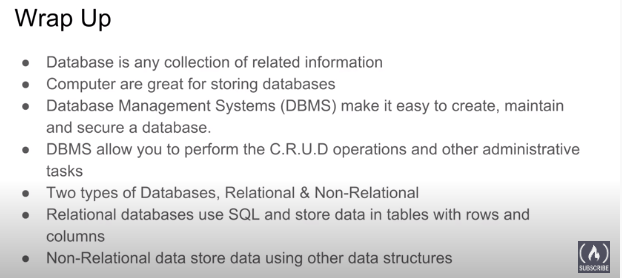 Wrap Up
● Database is any collection of related information
● Computer are great for storing databases
● Database Management Systems (DBMS) make it easy to create, maintain
and secure a database.
● DBMS allow you to perform the C.R.U.D operations and other administrative
tasks
● Two types of Databases, Relational & Non-Relational
● Relational databases use SQL and store data in tables with rows and
columns
● Non-Relational data store data using other data structures
SUBSCRIBE